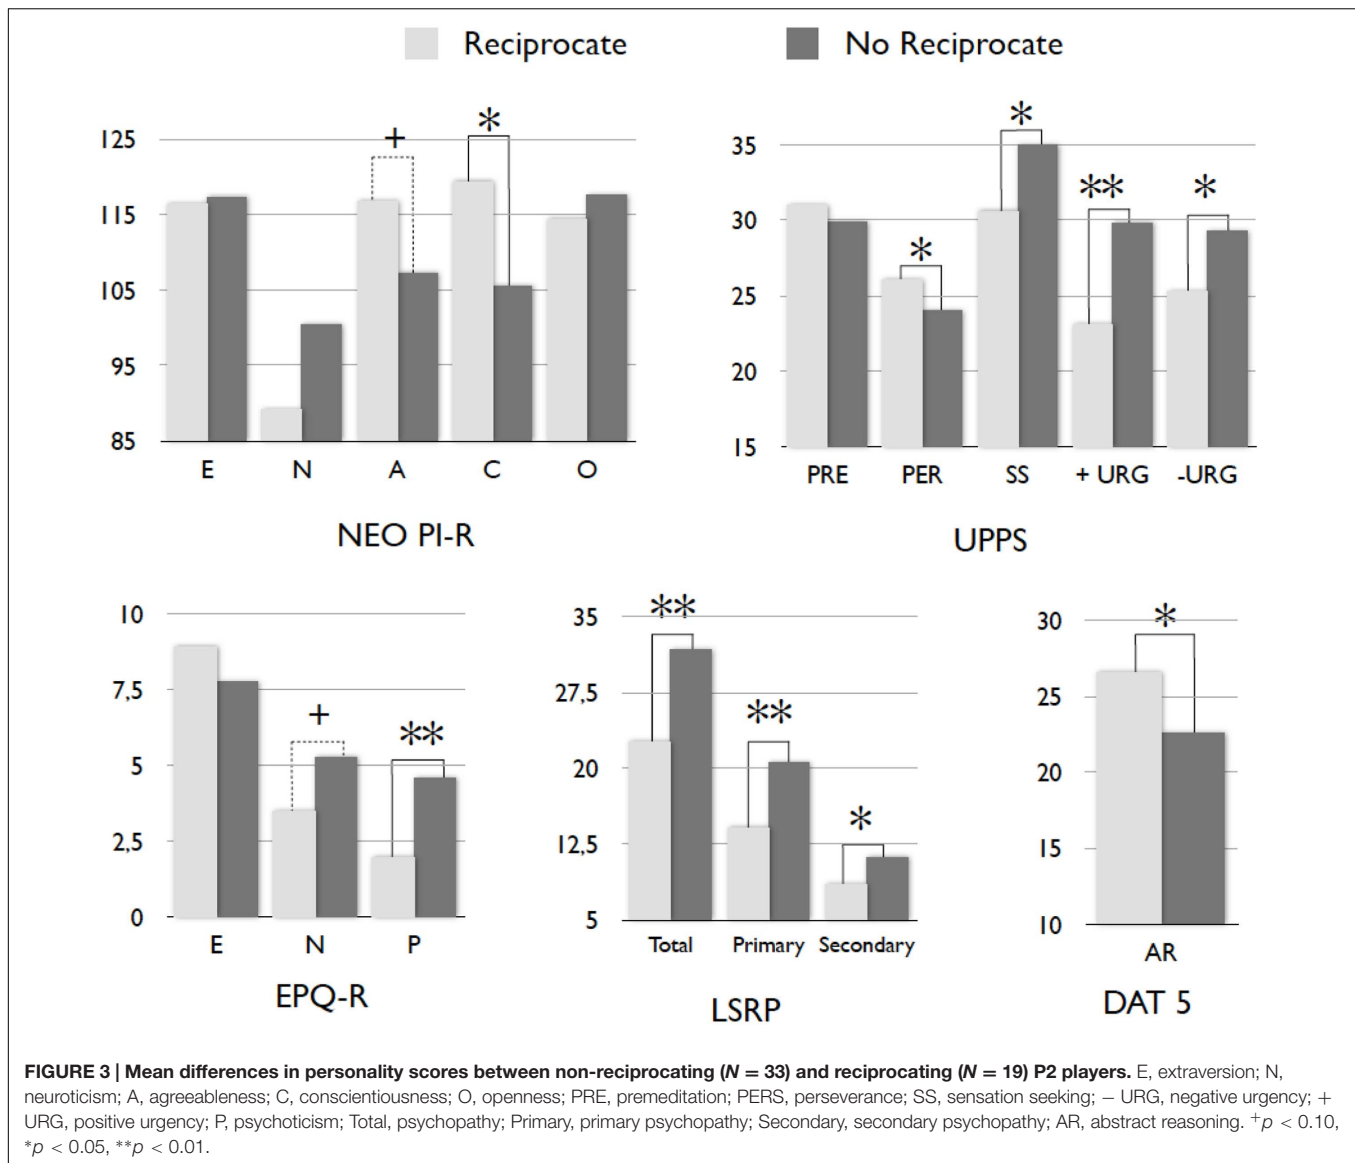 Reciprocate
No Reciprocate
125
115
105
95
85
+
*
E
N
A
C
O
NEO PI-R
35
30
25
20
15
*
*
**
*
PRE
PER
SS
+ URG
-URG
UPPS
10
7,5
5
2,5
0
+
**
E
N
P
EPQ-R
35
27,5
20
12,5
5
**
**
*
Total
Primary
Secondary
LSRP
30
25
20
15
10
*
AR
DAT 5
FIGURE 3 | Mean differences in personality scores between non-reciprocating (N = 33) and reciprocating (N = 19) P2 players. E, extraversion; N,
neuroticism; A, agreeableness; C, conscientiousness; O, openness; PRE, premeditation; PERS, perseverance; SS, sensation seeking; − URG, negative urgency; +
URG, positive urgency; P, psychoticism; Total, psychopathy; Primary, primary psychopathy; Secondary, secondary psychopathy; AR, abstract reasoning. +p < 0.10,
*p < 0.05, **p < 0.01.